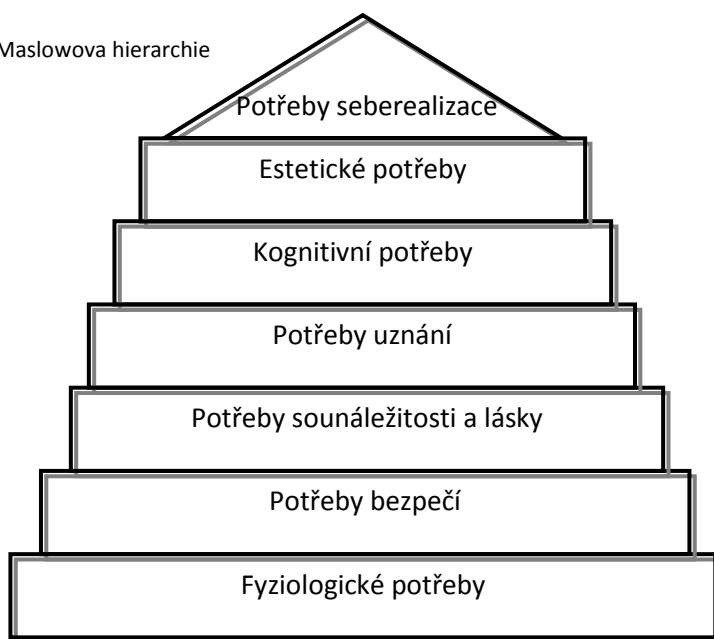 Maslowova hierarchie
Potřeby seberealizace
Estetické potřeby
Kognitivní potřeby
Potřeby uznání
Potřeby sounáležitosti a lásky
Potřeby bezpečí
Fyziologické potřeby